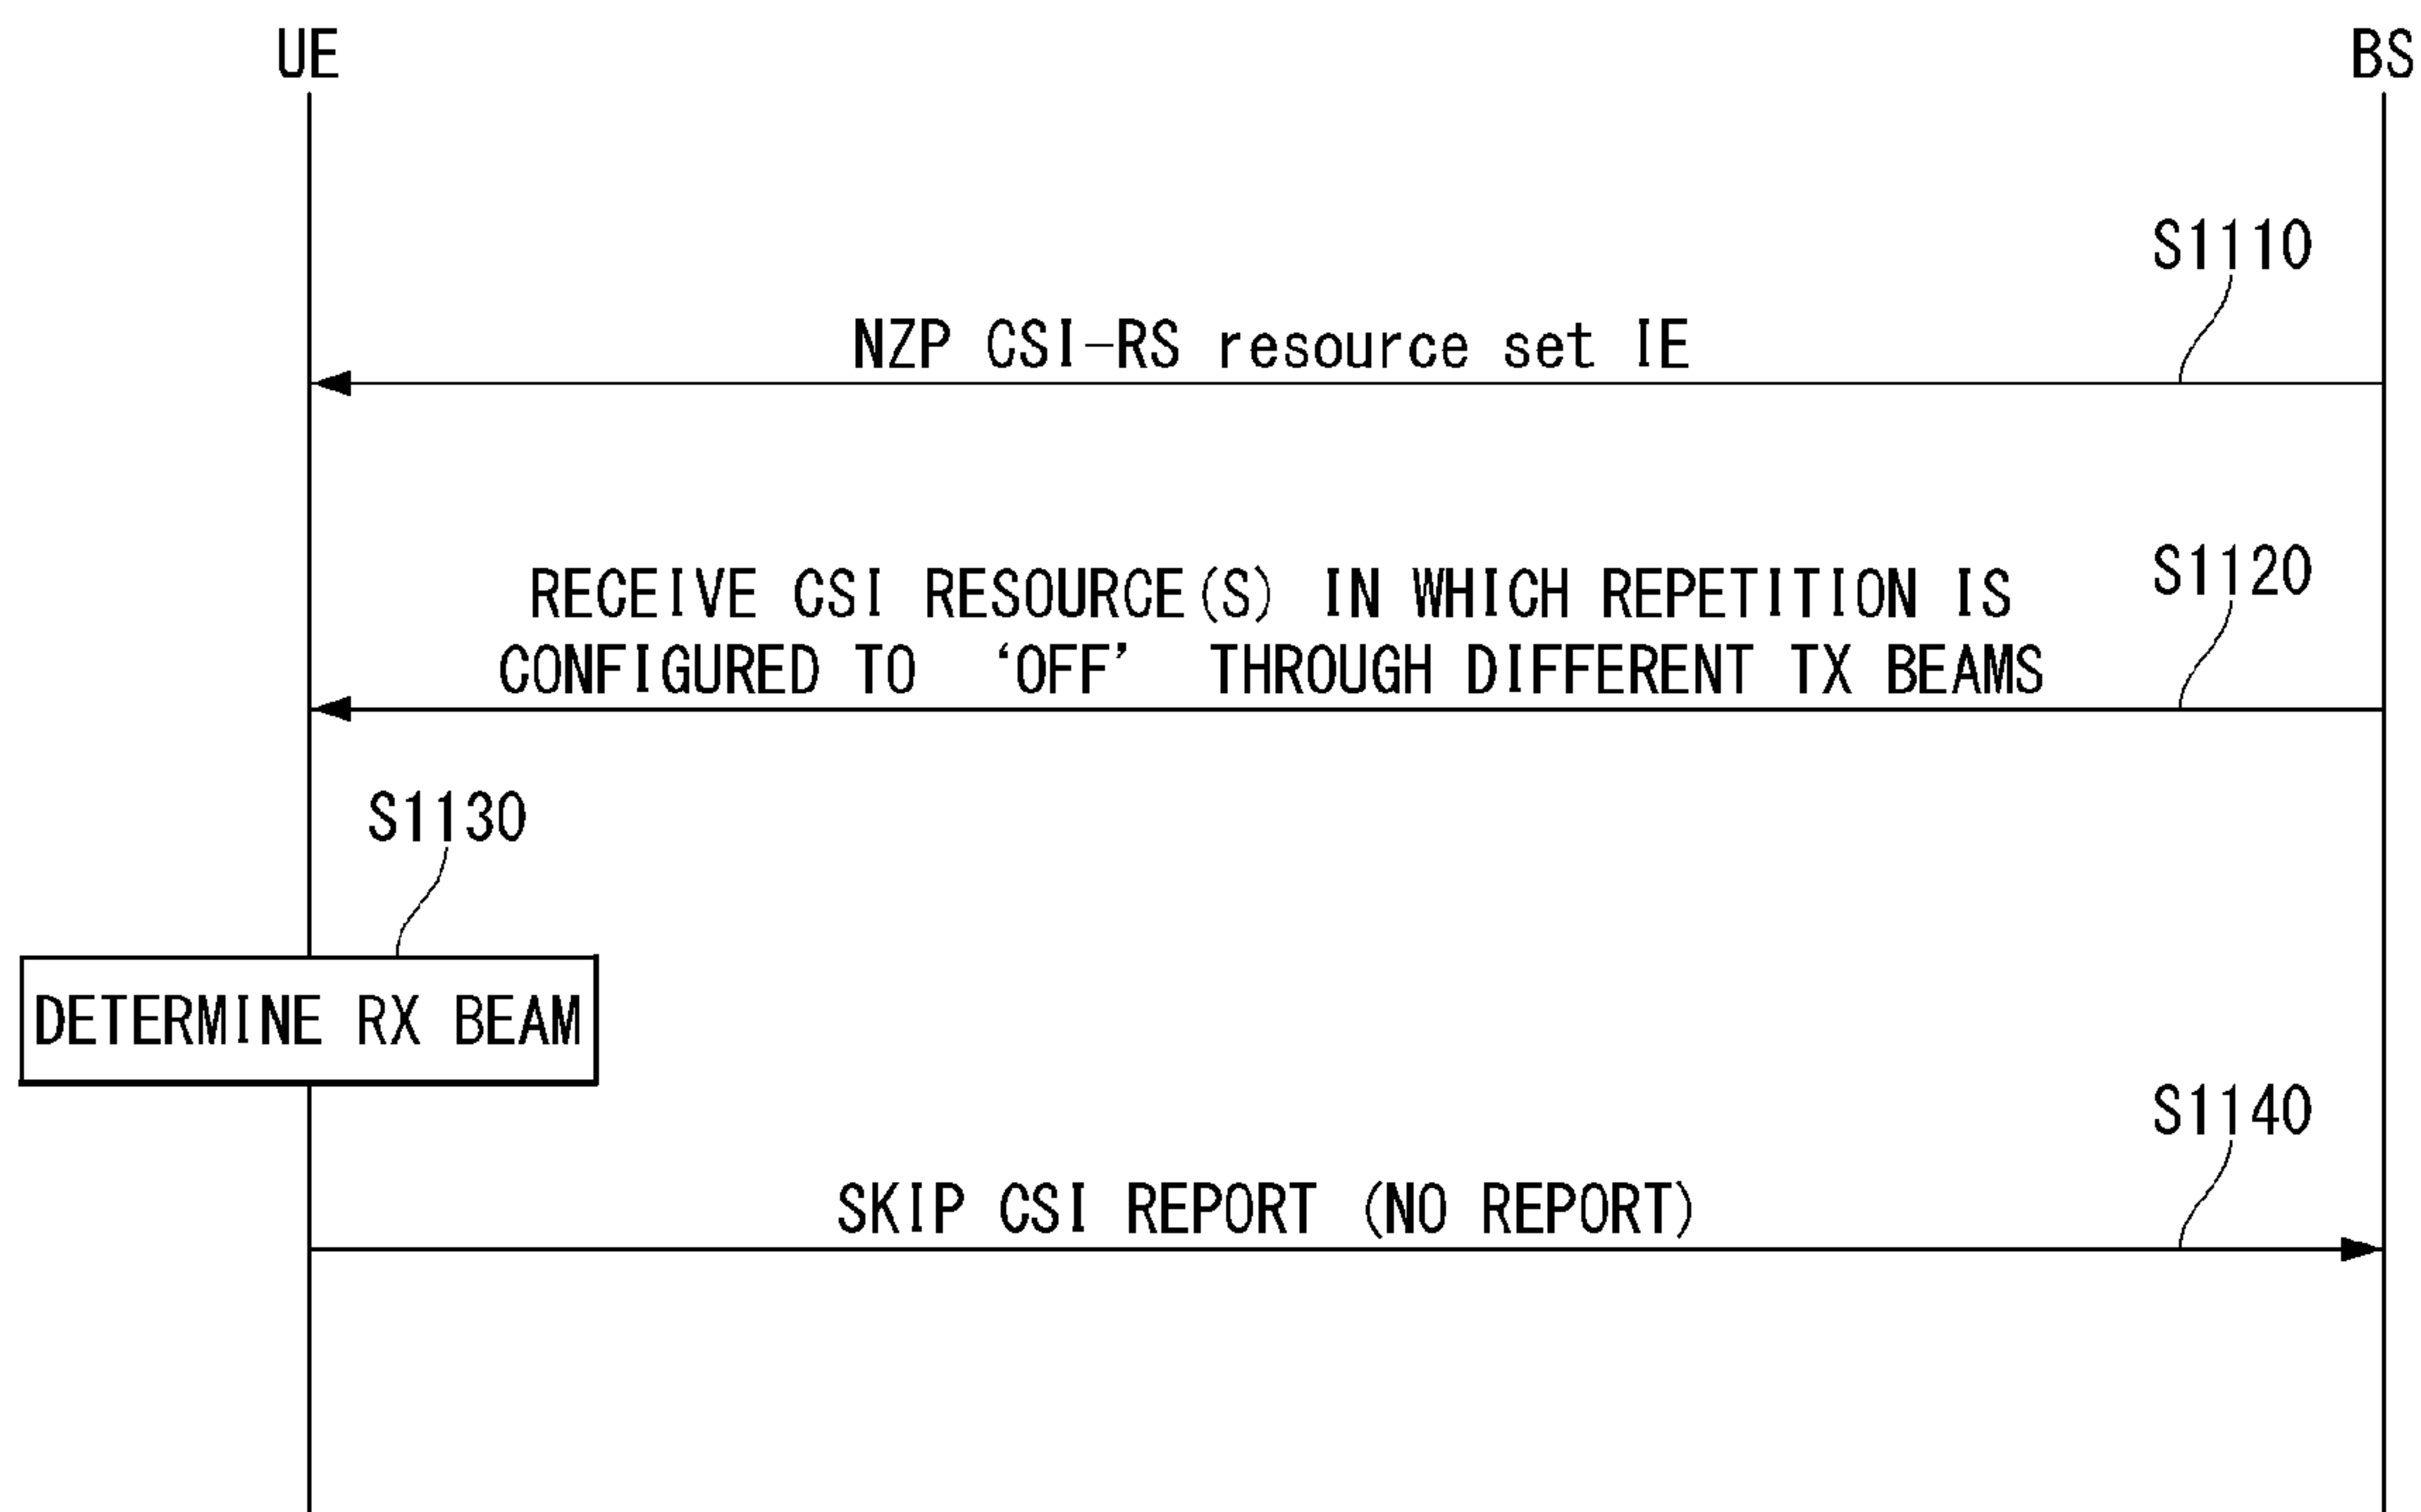 UE
BS
S1110
NZP CSI-RS resource set IE
S1120
RECEIVE CSI RESOURCE(S) IN WHICH REPETITION IS
CONFIGURED TO ‘OFF’ THROUGH DIFFERENT TX BEAMS
S1130
DETERMINE RX BEAM
S1140
SKIP CSI REPORT (NO REPORT)